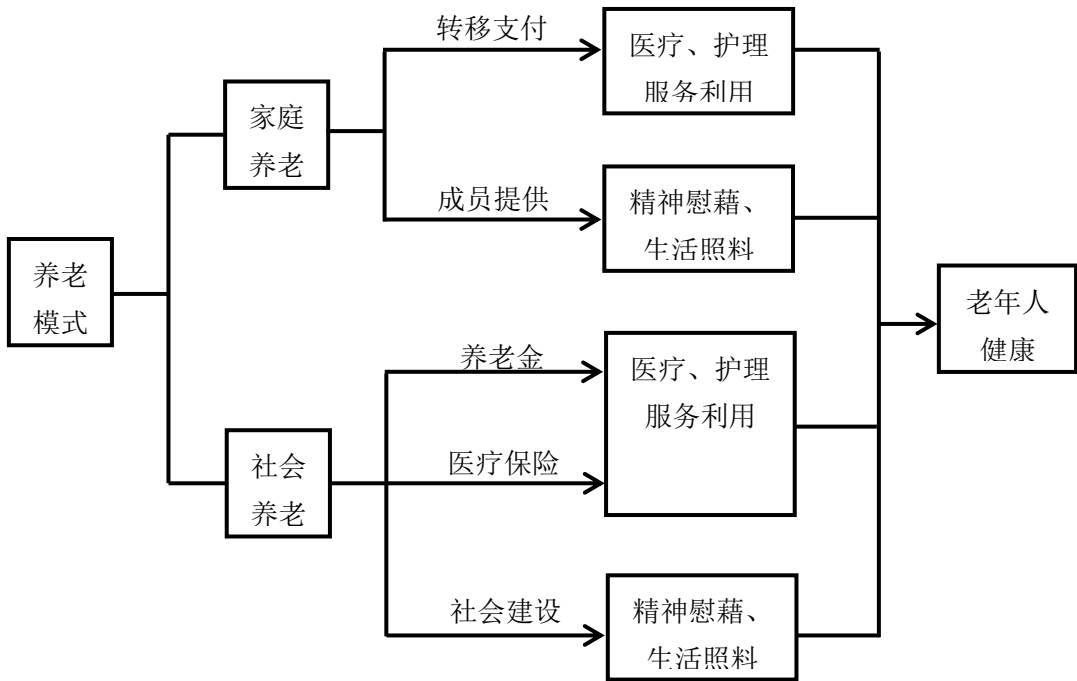 养老
模式
家庭
养老
转移支付
医疗、护理
服务利用
成员提供
精神慰藉、
生活照料
社会
养老
养老金
医疗保险
医疗、护理
服务利用
社会建设
精神慰藉、
生活照料
老年人
健康